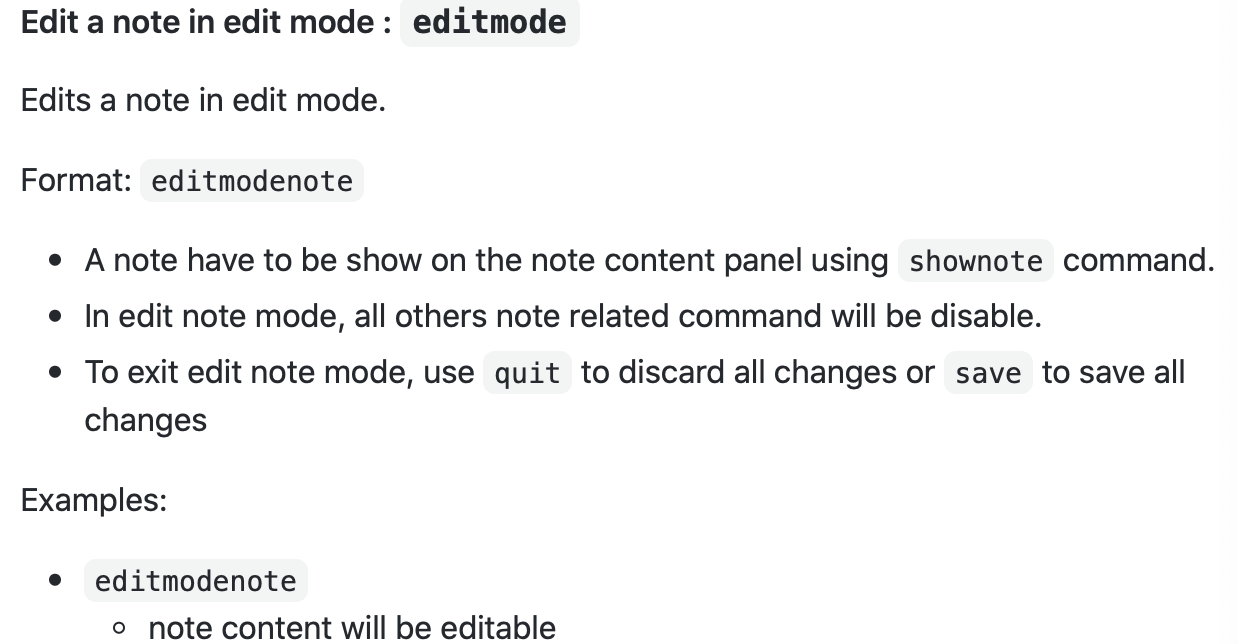 Edit a note in edit mode : editmode
Edits a note in edit mode.
Format: editmodenote
• A note have to be show on the note content panel using shownote command.
• In edit note mode, all others note related command will be disable.
• To exit edit note mode, use quit to discard all changes or save to save all
changes
Examples:
• editmodenote
◦ note content will be editable